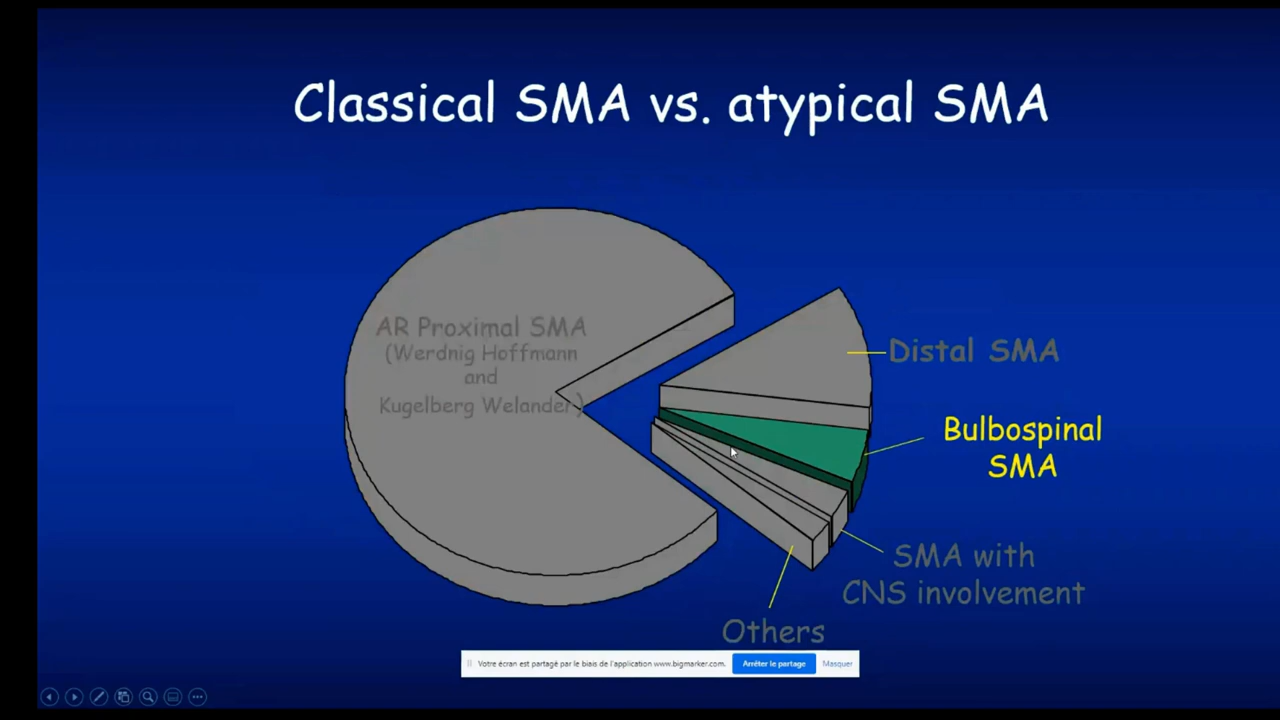 Classical SMA vs. atypical SMA
AR Proximal SMA
(Werdnig Hoffmann
and
Kugelberg Welander)
Distal SMA
Bulbospinal
SMA
SMA with
CNS involvement
Others
Votre écran est partagé par le biais de l'application www.bigmarker.com.
Arrêter le partage
Masquer